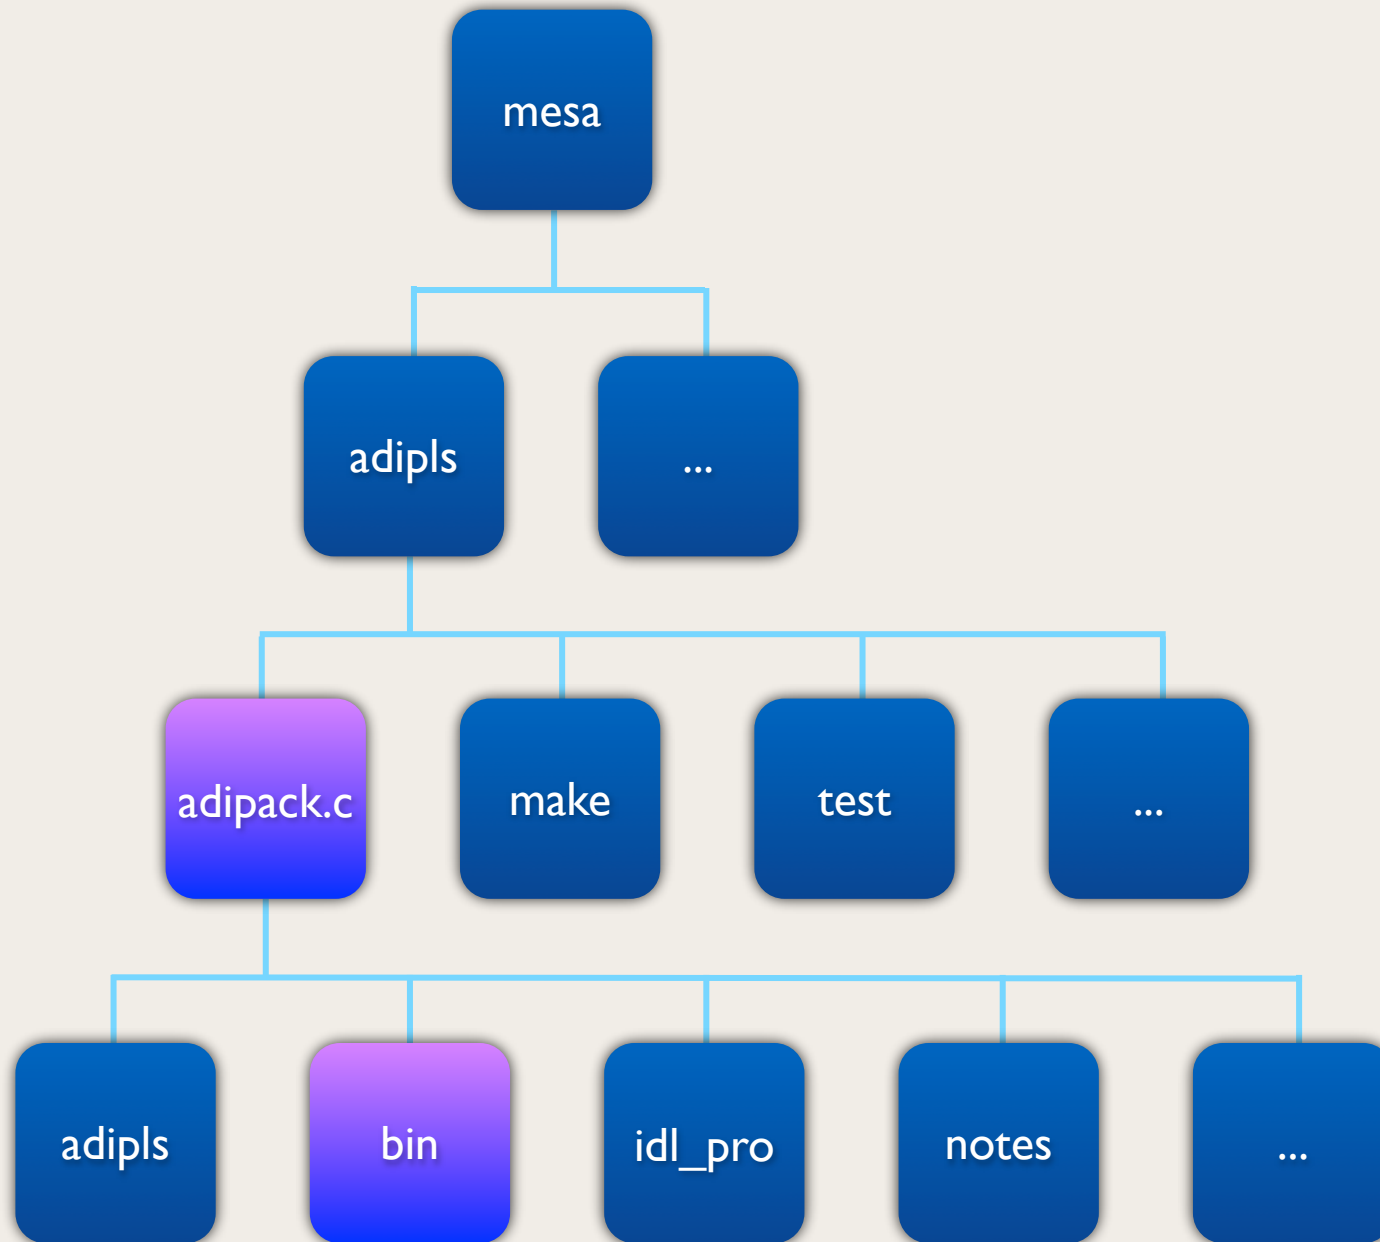 mesa
adipls
...
adipack.c
make
test
...
adipls
bin
idl_pro
notes
...